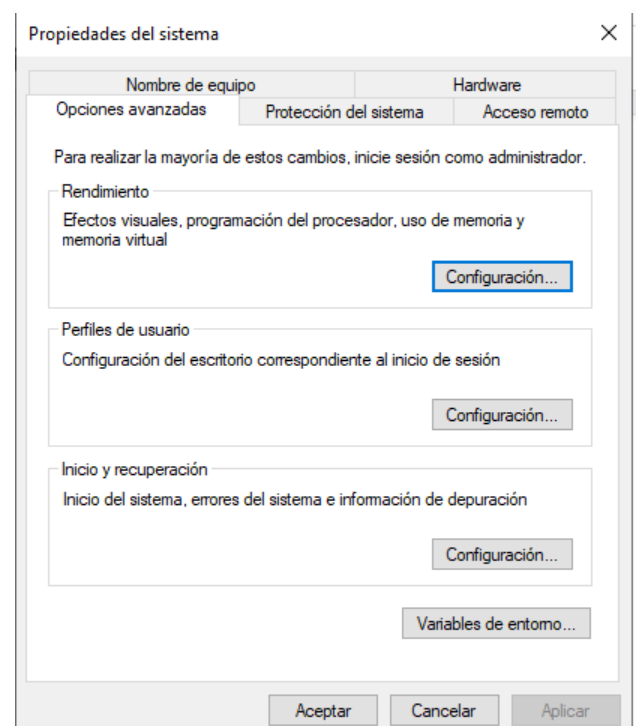 Propiedades del sistema
Nombre de equipo
Hardware
Opciones avanzadas
Protección del sistema
Acceso remoto
Para realizar la mayoría de estos cambios, inicie sesión como administrador.
Rendimiento
Efectos visuales, programación del procesador, uso de memoria y
memoria virtual
Configuración...
Perfiles de usuario
Configuración del escritorio correspondiente al inicio de sesión
Configuración...
Inicio y recuperación
Inicio del sistema, errores del sistema e información de depuración
Configuración...
Variables de entorno...
Aceptar
Cancelar
Aplicar